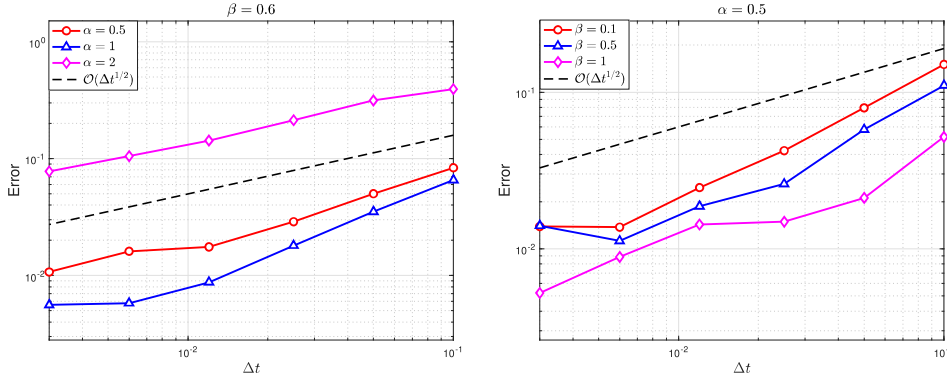 β = 0.6
α = 0.5
α = 1
α = 2
𝒪(Δt^{1/2})
10^0
10^{-1}
10^{-2}
Error
10^{-2}
10^{-1}
Δt
α = 0.5
β = 0.1
β = 0.5
β = 1
𝒪(Δt^{1/2})
10^{-1}
10^{-2}
Error
10^{-2}
Δt